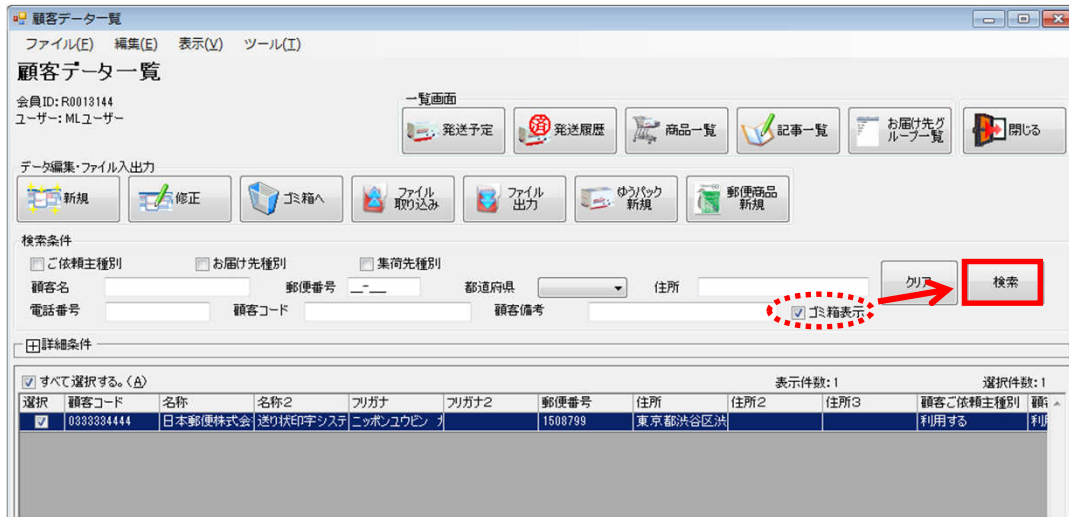 顧客データ一覧
ファイル(F) 編集(E) 表示(V) ツール(T)
顧客データ一覧
会員ID: R0013144
ユーザー: MLユーザー
一覧画面
発送予定 発送履歴 商品一覧 記事一覧 お届け先グループ一覧 閉じる
データ編集・ファイル入出力
新規 修正 ゴミ箱へ ファイル取り込み ファイル出力 ゆうパック新規 郵便商品新規
検索条件
ご依頼主種別 お届け先種別 集荷先種別
顧客名 郵便番号 __-__ 都道府県 住所 クリア 検索
電話番号 顧客コード 顧客備考 ゴミ箱表示
詳細条件
すべて選択する。(A) 表示件数: 1 選択件数: 1
選択 顧客コード 名称 名称2 フリガナ フリガナ2 郵便番号 住所 住所2 住所3 顧客ご依頼主種別 顧客
0333334444 日本郵便株式会 送り状印字システ ニッポンユウビン 1508799 東京都渋谷区渋 利用する 利用